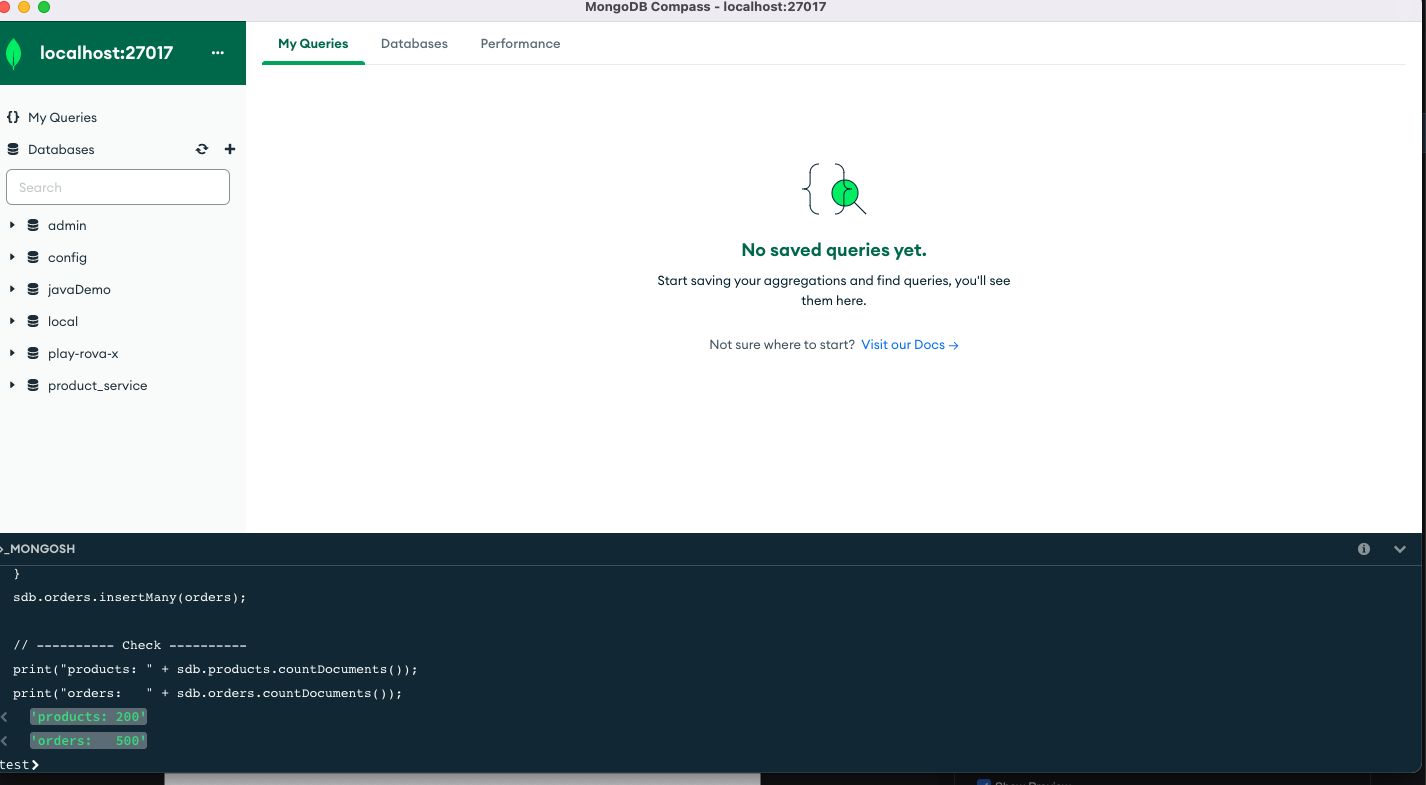 MongoDB Compass - localhost:27017
localhost:27017
My Queries
Databases
Performance
My Queries
Databases
Search
admin
config
javaDemo
local
play-rova-x
product_service
No saved queries yet.
Start saving your aggregations and find queries, you'll see
them here.
Not sure where to start? Visit our Docs →
>_MONGOSH
}
sdb.orders.insertMany(orders);
// ---------- Check ----------
print("products: " + sdb.products.countDocuments());
print("orders:   " + sdb.orders.countDocuments());
'products: 200'
'orders:   500'
test>
Show Preview